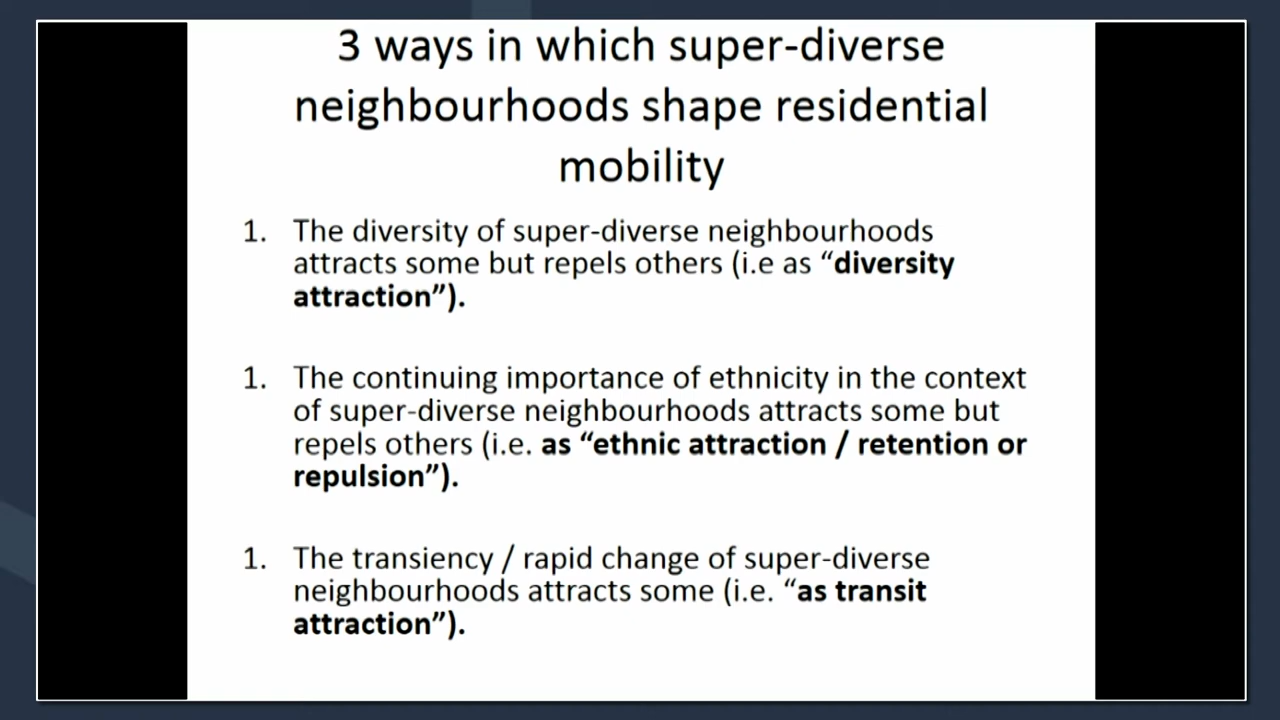 3 ways in which super-diverse
neighbourhoods shape residential
mobility
1. The diversity of super-diverse neighbourhoods
attracts some but repels others (i.e as “diversity
attraction”).
1. The continuing importance of ethnicity in the context
of super-diverse neighbourhoods attracts some but
repels others (i.e. as “ethnic attraction / retention or
repulsion”).
1. The transiency / rapid change of super-diverse
neighbourhoods attracts some (i.e. “as transit
attraction”).